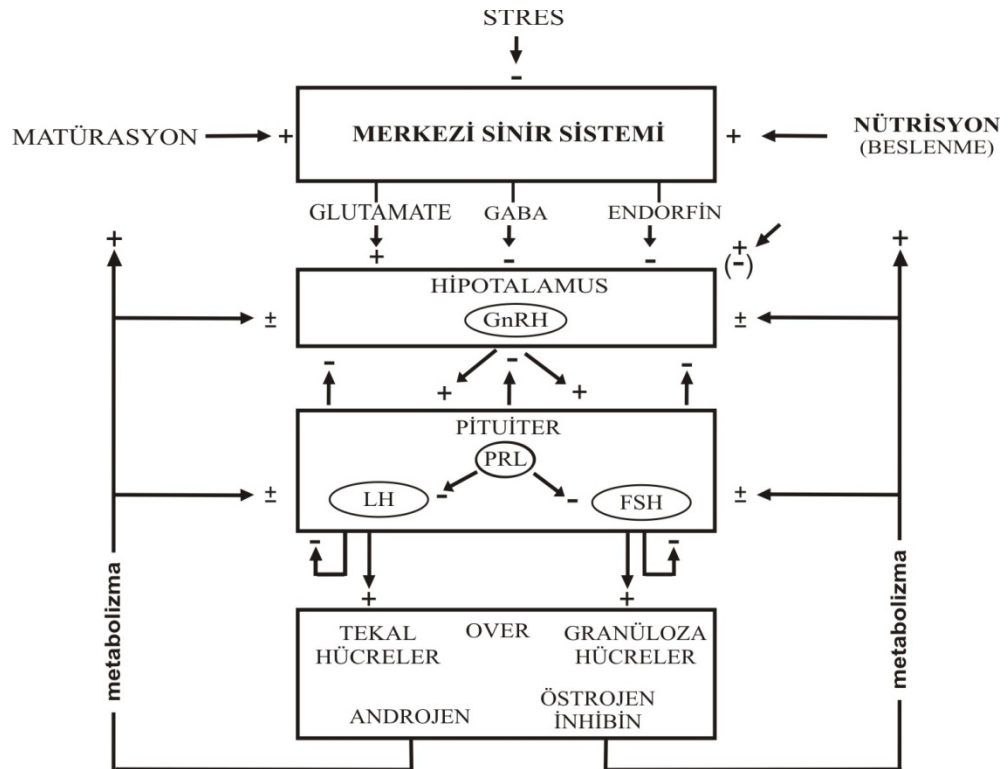 STRES
-
MATÜRASYON + MERKEZİ SİNİR SİSTEMİ + NÜTRİSYON
(BESLENME)
GLUTAMATE GABA ENDORFİN
+ + +
(-)
+ - -
HİPOTALAMUS
± GnRH ±
- - -
+ +
PİTUİTER
PRL
± LH - - FSH ±
- -
+ +
TEKAL OVER GRANÜLOZA
HÜCRELER HÜCRELER
ANDROJEN ÖSTROJEN
İNHİBİN
metabolizma
metabolizma